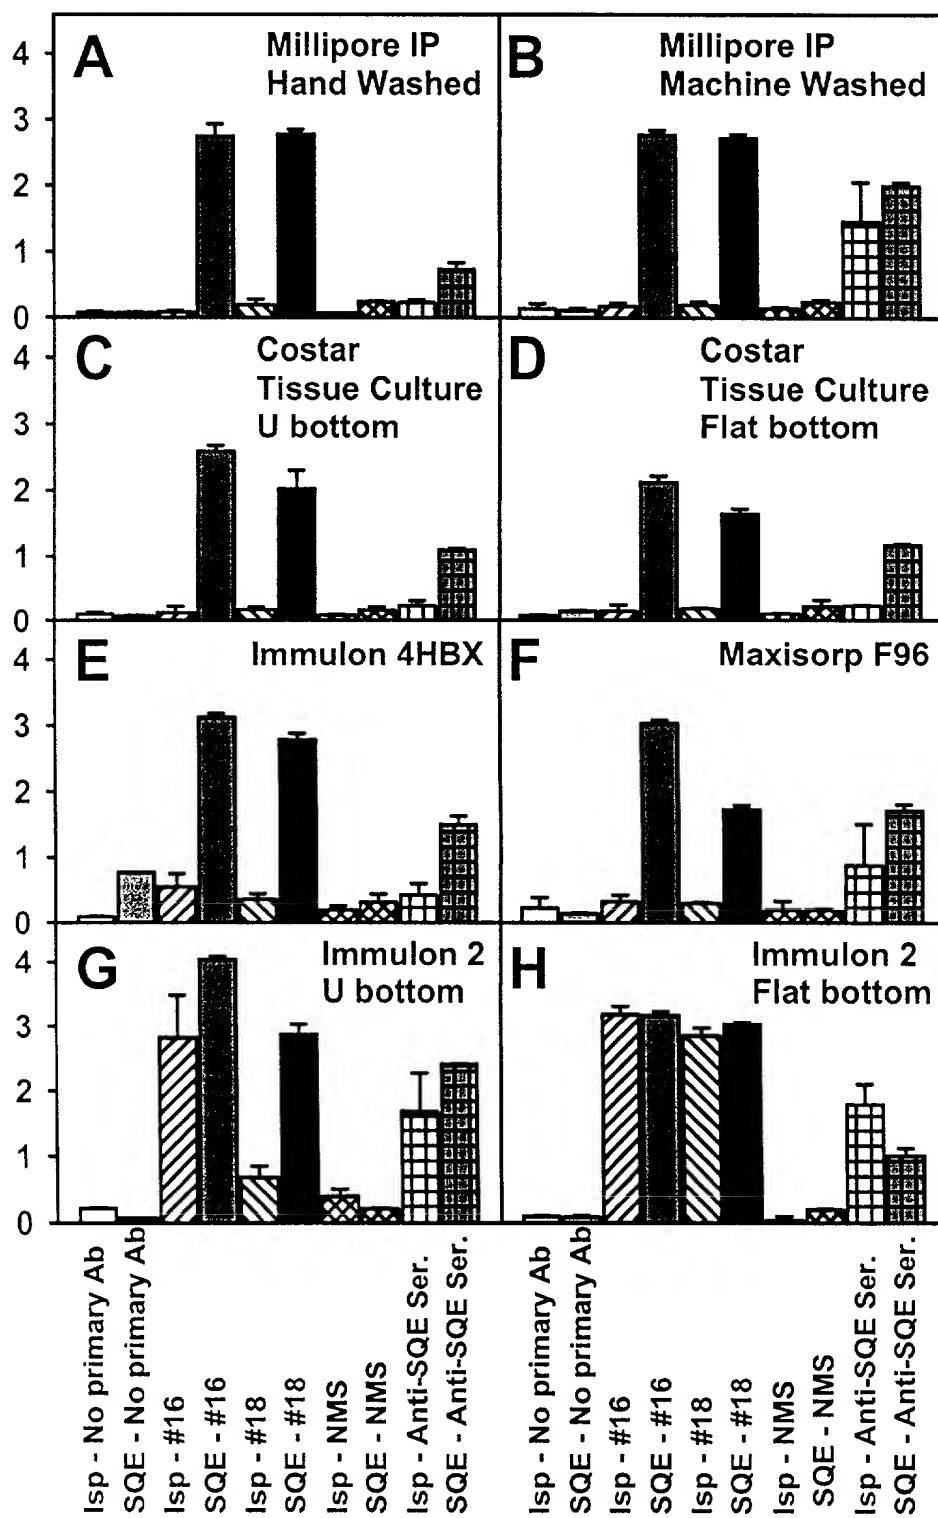 A
Millipore IP
Hand Washed
B
Millipore IP
Machine Washed
4
3
2
1
0
C
Costar
Tissue Culture
U bottom
D
Costar
Tissue Culture
Flat bottom
4
3
2
1
0
E
Immulon 4HBX
F
Maxisorp F96
4
3
2
1
0
G
Immulon 2
U bottom
H
Immulon 2
Flat bottom
4
3
2
1
0
Isp - No primary Ab
SQE - No primary Ab
Isp - #16
SQE - #16
Isp - #18
SQE - #18
Isp - NMS
SQE - NMS
Isp - Anti-SQE Ser.
SQE - Anti-SQE Ser.
Isp - No primary Ab
SQE - No primary Ab
Isp - #16
SQE - #16
Isp - #18
SQE - #18
Isp - NMS
SQE - NMS
Isp - Anti-SQE Ser.
SQE - Anti-SQE Ser.